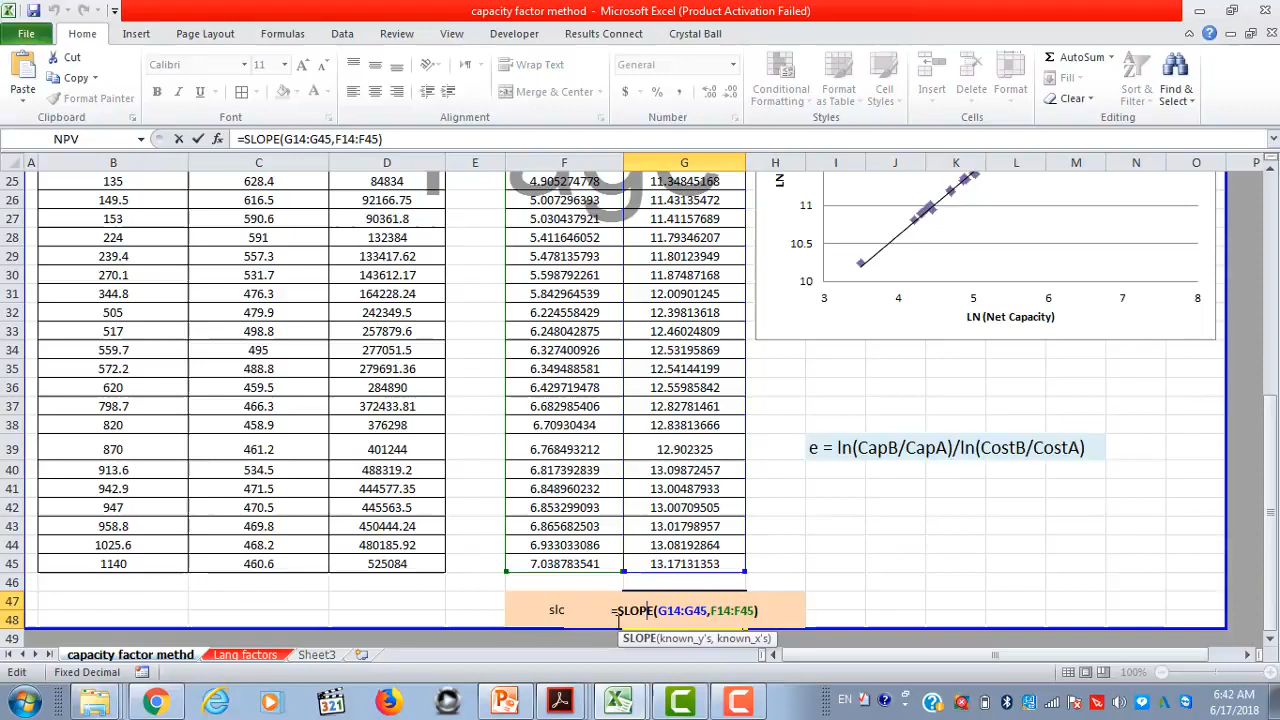 capacity factor method - Microsoft Excel (Product Activation Failed)
File Home Insert Page Layout Formulas Data Review View Developer Results Connect Crystal Ball
Paste
Cut
Copy
Format Painter
Clipboard
Calibri 11
B I U
Font
Wrap Text
Merge & Center
Alignment
General
$ % ,
Number
Conditional Formatting
Format as Table
Cell Styles
Styles
Insert
Delete
Format
Cells
Σ AutoSum
Fill
Clear
Sort & Filter
Find & Select
Editing
NPV =SLOPE(G14:G45,F14:F45)
A B C D E F G H I J K L M N O P
25 135 628.4 84834 4.905274778 11.34845168
26 149.5 616.5 92166.75 5.007296393 11.43135472
27 153 590.6 90361.8 5.030437921 11.41157689
28 224 591 132384 5.411646052 11.79346207
29 239.4 557.3 133417.62 5.478135793 11.80123949
30 270.1 531.7 143612.17 5.598792261 11.87487168
31 344.8 476.3 164228.24 5.842964539 12.00901245
32 505 479.9 242349.5 6.224558429 12.39813618
33 517 498.8 257879.6 6.248042875 12.46024809
34 559.7 495 277051.5 6.327400926 12.53195869
35 572.2 488.8 279691.36 6.349488581 12.54144199
36 620 459.5 284890 6.429719478 12.55985842
37 798.7 466.3 372433.81 6.682985406 12.82781461
38 820 458.9 376298 6.70930434 12.83813666
39 870 461.2 401244 6.768493212 12.902325
40 913.6 534.5 488319.2 6.817392839 13.09872457
41 942.9 471.5 444577.35 6.848960232 13.00487933
42 947 470.5 445563.5 6.853299093 13.00709505
43 958.8 469.8 450444.24 6.865682503 13.01798957
44 1025.6 468.2 480185.92 6.933033086 13.08192864
45 1140 460.6 525084 7.038783541 13.17131353
46
47
48
49
slc =SLOPE(G14:G45,F14:F45)
SLOPE(known_y's, known_x's)
LN
11
10.5
10
3 4 5 6 7 8
LN (Net Capacity)
e = ln(CapB/CapA)/ln(CostB/CostA)
capacity factor methd Lang factors Sheet3
Edit Fixed Decimal 100%
EN
6:42 AM
6/17/2018